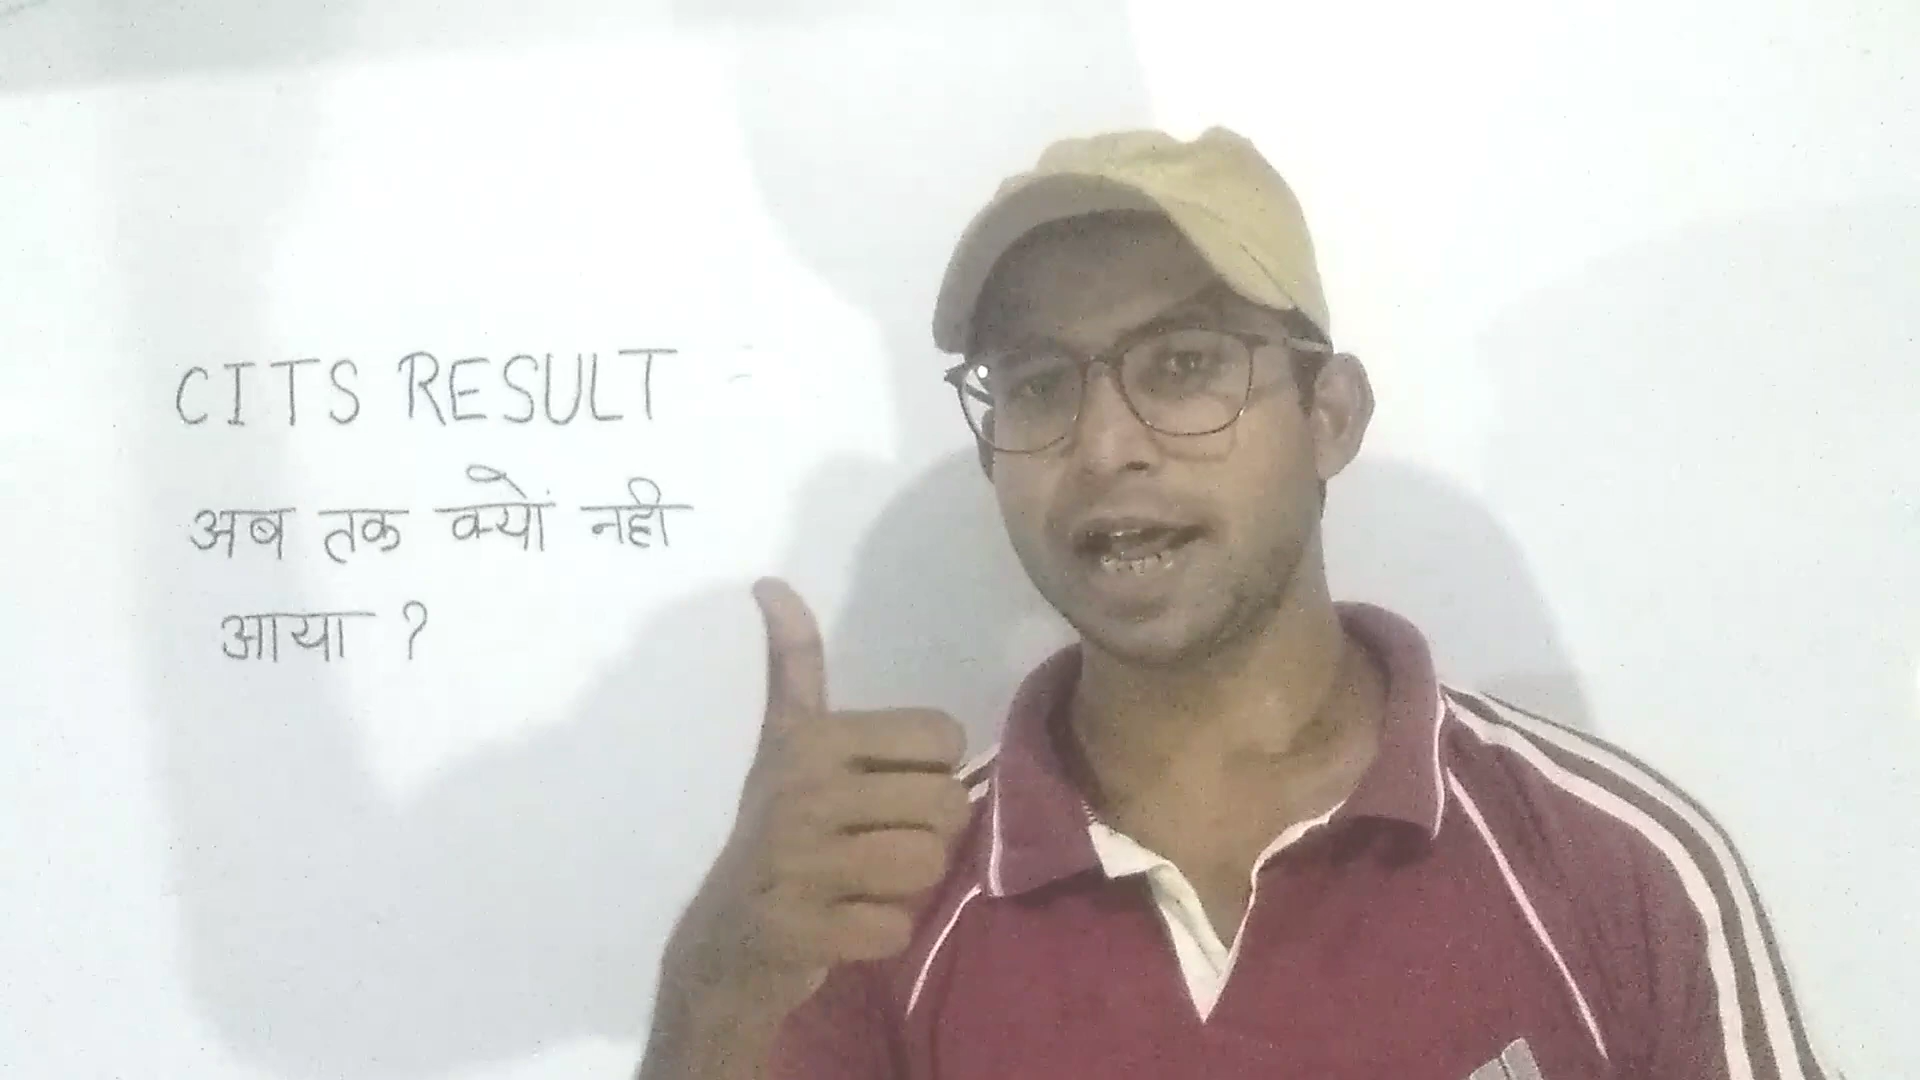 CITS RESULT
अब तक क्यों नही
आया ?